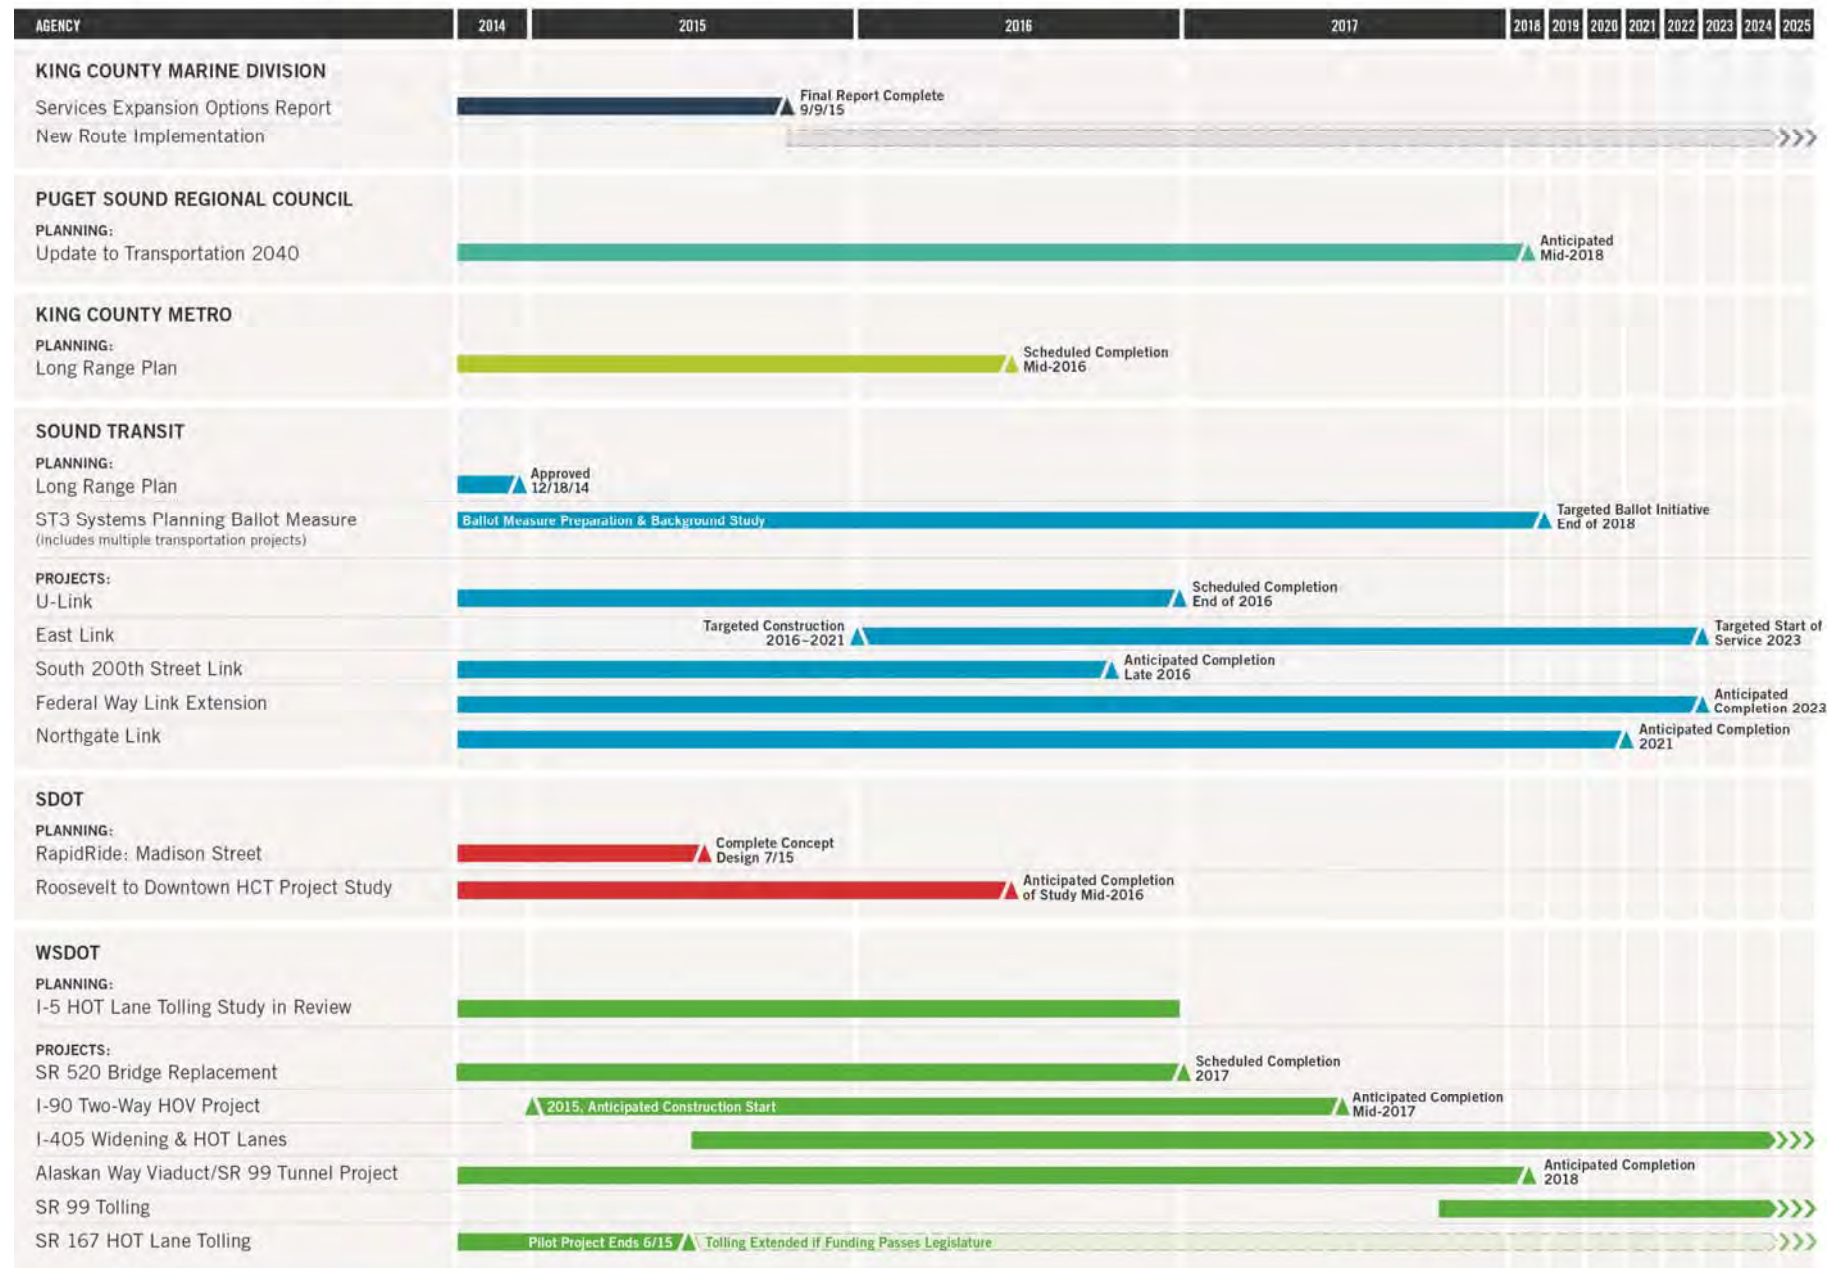 AGENCY 2014 2015 2016 2017 2018 2019 2020 2021 2022 2023 2024 2025
KING COUNTY MARINE DIVISION
Services Expansion Options Report
Final Report Complete
9/9/15
New Route Implementation
PUGET SOUND REGIONAL COUNCIL
PLANNING:
Update to Transportation 2040
Anticipated
Mid-2018
KING COUNTY METRO
PLANNING:
Long Range Plan
Scheduled Completion
Mid-2016
SOUND TRANSIT
PLANNING:
Long Range Plan
Approved
12/18/14
ST3 Systems Planning Ballot Measure
(includes multiple transportation projects)
Ballot Measure Preparation & Background Study
Targeted Ballot Initiative
End of 2018
PROJECTS:
U-Link
Scheduled Completion
End of 2016
East Link
Targeted Construction
2016–2021
Targeted Start of
Service 2023
South 200th Street Link
Anticipated Completion
Late 2016
Federal Way Link Extension
Anticipated
Completion 2023
Northgate Link
Anticipated Completion
2021
SDOT
PLANNING:
RapidRide: Madison Street
Complete Concept
Design 7/15
Roosevelt to Downtown HCT Project Study
Anticipated Completion
of Study Mid-2016
WSDOT
PLANNING:
I-5 HOT Lane Tolling Study in Review
PROJECTS:
SR 520 Bridge Replacement
Scheduled Completion
2017
I-90 Two-Way HOV Project
2015, Anticipated Construction Start
Anticipated Completion
Mid-2017
I-405 Widening & HOT Lanes
Alaskan Way Viaduct/SR 99 Tunnel Project
Anticipated Completion
2018
SR 99 Tolling
SR 167 HOT Lane Tolling
Pilot Project Ends 6/15
Tolling Extended if Funding Passes Legislature